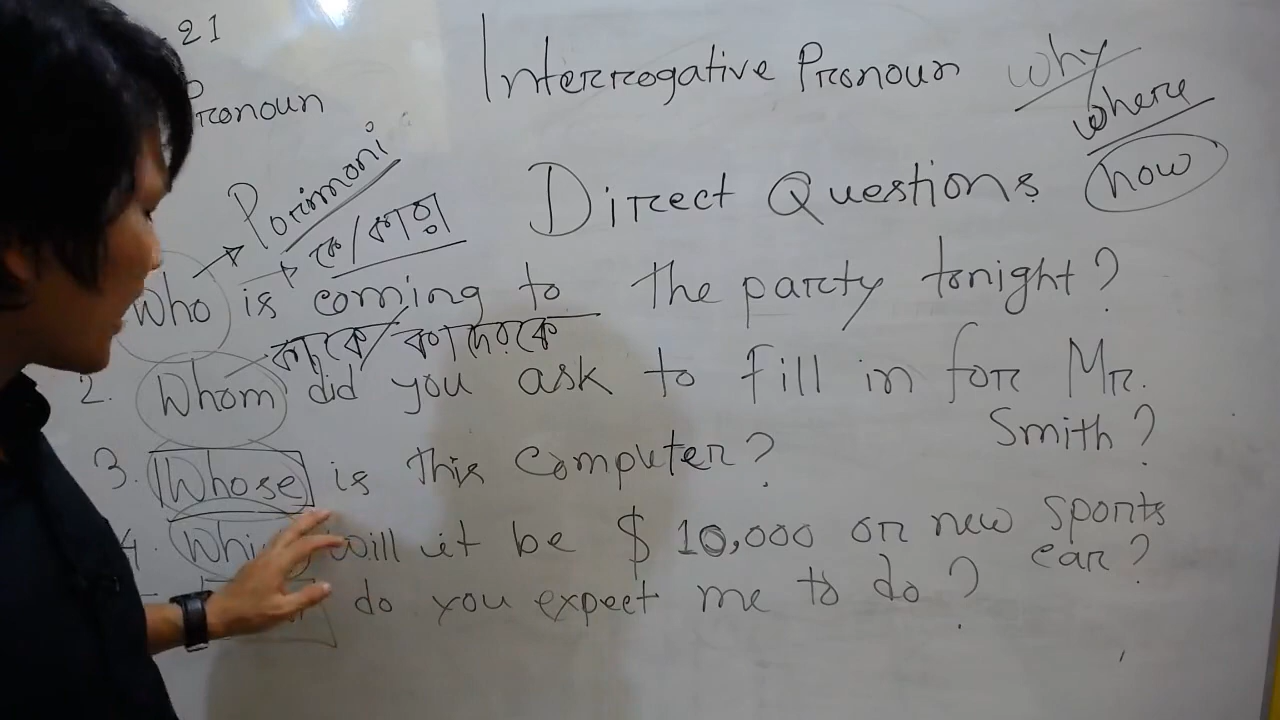 21
Interrogative Pronoun why
Pronoun
where
Porimoni
Direct Questions how
কে/কারা
Who is coming to the party tonight?
কাকে/কাদেরকে
2. Whom did you ask to fill in for Mr.
Smith?
3. Whose is this computer?
4. will it be $ 10,000 or new sports
car?
do you expect me to do?